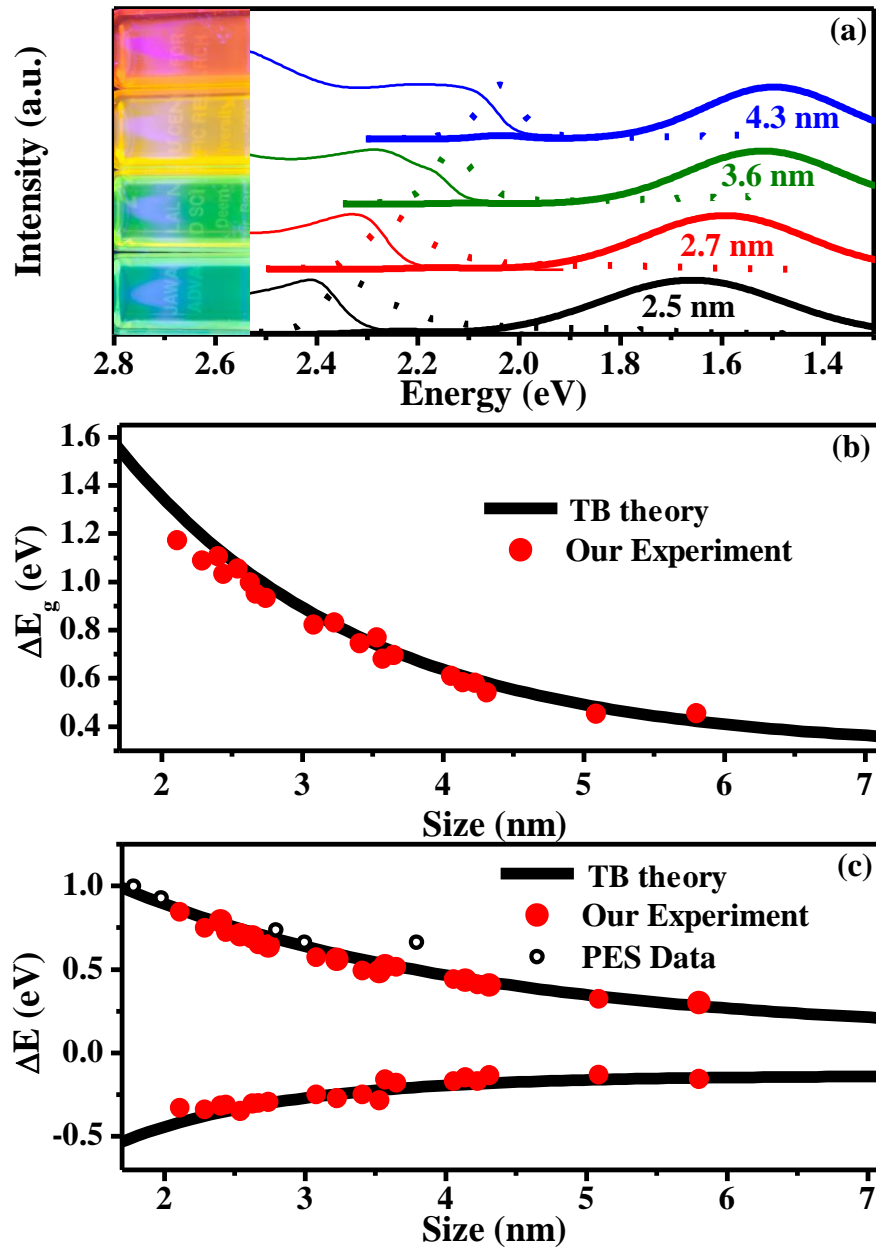 (a)
Intensity (a.u.)
4.3 nm
3.6 nm
2.7 nm
2.5 nm
2.8 2.6 2.4 2.2 2.0 1.8 1.6 1.4
Energy (eV)
(b)
1.6
1.4
1.2
1.0
0.8
0.6
0.4
ΔE_g (eV)
TB theory
Our Experiment
2 3 4 5 6 7
Size (nm)
(c)
1.0
0.5
0.0
-0.5
ΔE (eV)
TB theory
Our Experiment
PES Data
2 3 4 5 6 7
Size (nm)